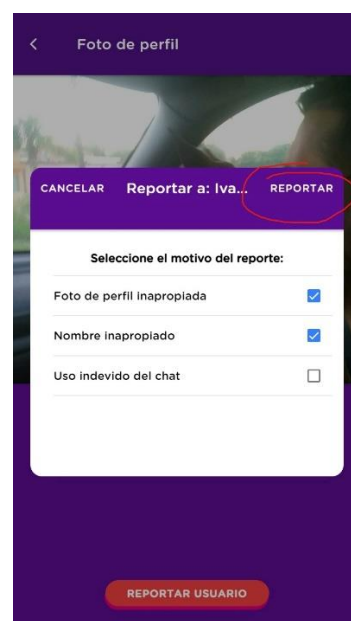 Foto de perfil
CANCELAR Reportar a: Iva... REPORTAR
Seleccione el motivo del reporte:
Foto de perfil inapropiada
Nombre inapropiado
Uso indevido del chat
REPORTAR USUARIO